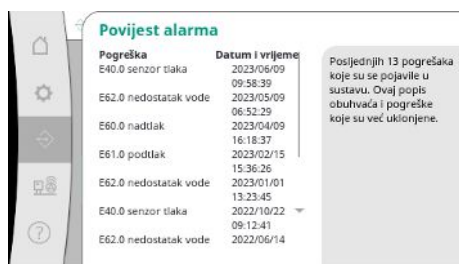 Povijest alarma
Pogreška Datum i vrijeme
E40.0 senzor tlaka 2023/06/09
09:58:39
E62.0 nedostatak vode 2023/05/09
06:52:29
E60.0 nadtlak 2023/04/09
16:18:37
E61.0 podtlak 2023/02/15
15:36:26
E62.0 nedostatak vode 2023/01/01
13:23:45
E40.0 senzor tlaka 2022/10/22
09:12:41
E62.0 nedostatak vode 2022/06/14
Posljednjih 13 pogrešaka
koje su se pojavile u
sustavu. Ovaj popis
obuhvaća i pogreške
koje su već uklonjene.
?